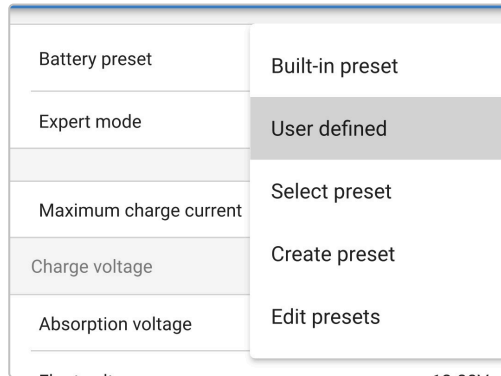 Battery preset
Built-in preset
Expert mode
User defined
Select preset
Maximum charge current
Create preset
Charge voltage
Absorption voltage
Edit presets